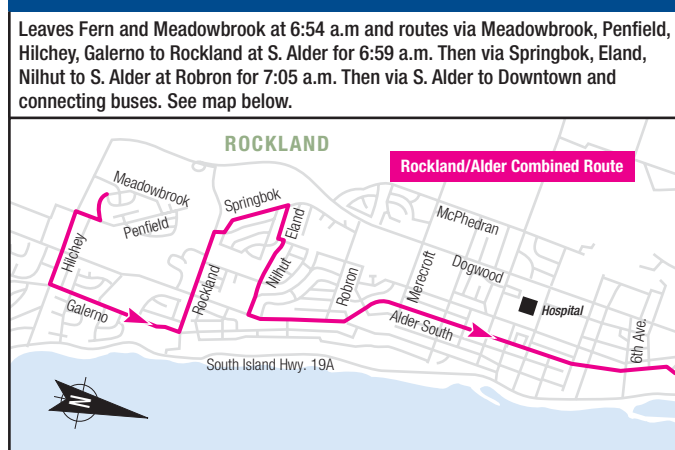 Leaves Fern and Meadowbrook at 6:54 a.m and routes via Meadowbrook, Penfield,
Hilchey, Galerno to Rockland at S. Alder for 6:59 a.m. Then via Springbok, Eland,
Nilhut to S. Alder at Robron for 7:05 a.m. Then via S. Alder to Downtown and
connecting buses. See map below.
ROCKLAND
Rockland/Alder Combined Route
Meadowbrook
Springbok
Penfield
Eland
McPhedran
Hilchey
Nilhut
Dogwood
Rockland
Robron
Merecroft
Galerno
Hospital
Alder South
6th Ave.
South Island Hwy. 19A
N